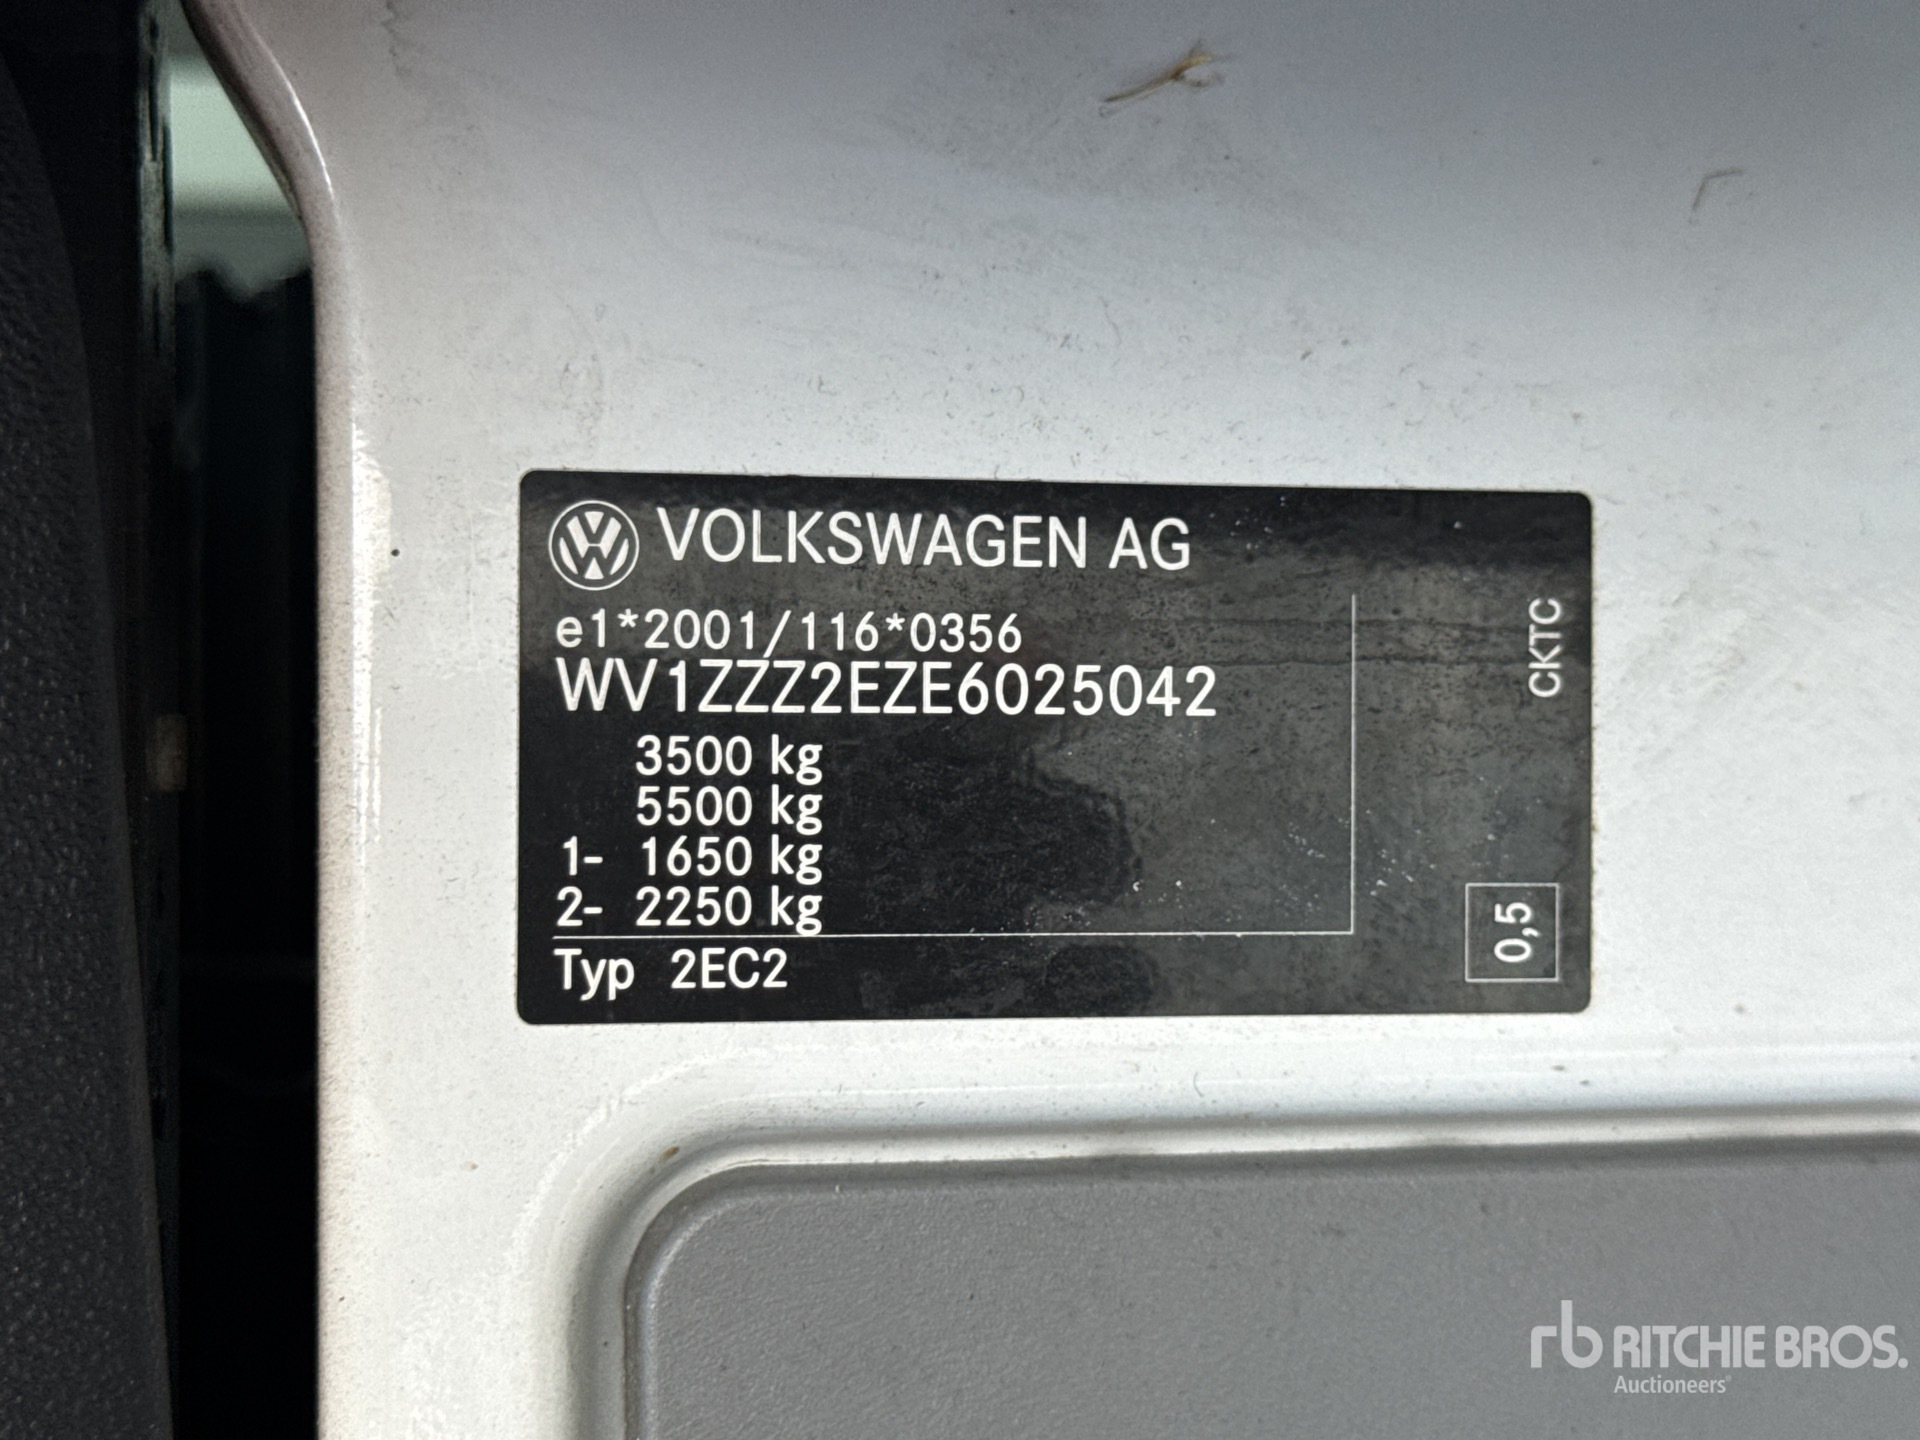 VOLKSWAGEN AG
e1*2001/116*0356
WV1ZZZ2EZE6025042
3500 kg
5500 kg
1- 1650 kg
2- 2250 kg
Typ 2EC2
CKTC
0,5
rb RITCHIE BROS.
Auctioneers